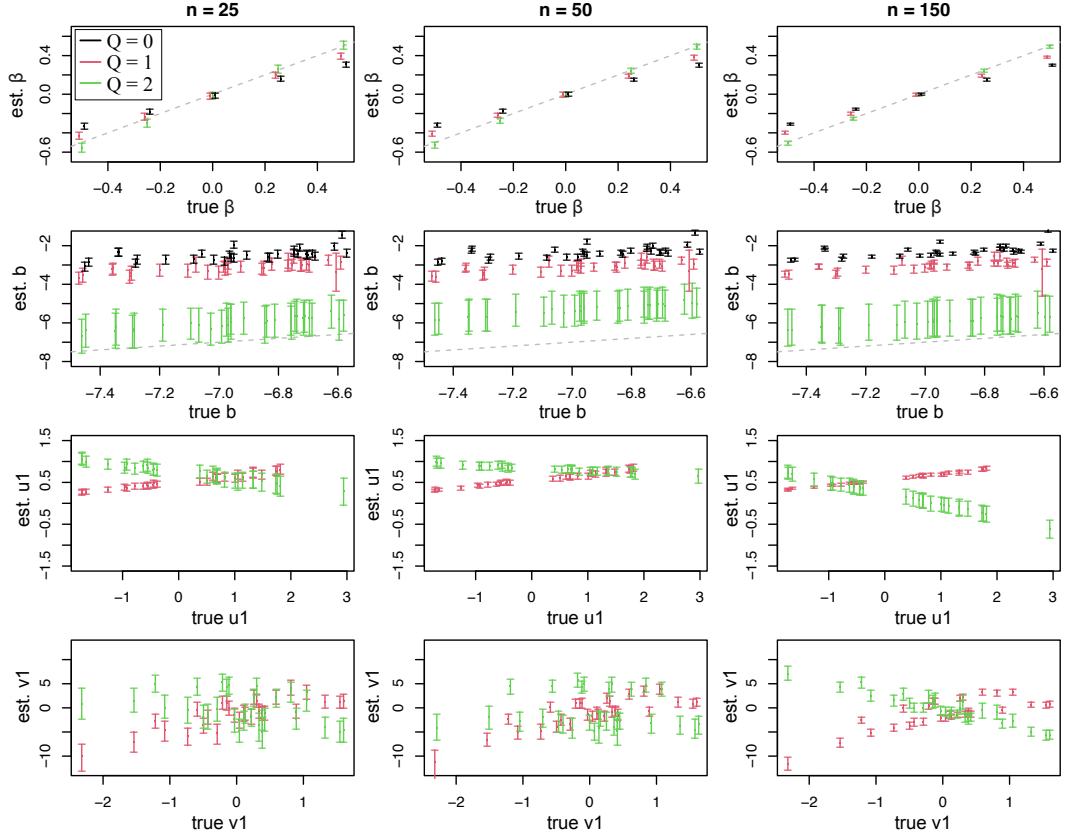 n = 25
n = 50
n = 150
est. β
0.4
0.0
−0.6
Q = 0
Q = 1
Q = 2
−0.4 −0.2 0.0 0.2 0.4
true β
est. β
0.4
0.0
−0.6
−0.4 −0.2 0.0 0.2 0.4
true β
est. β
0.4
0.0
−0.6
−0.4 −0.2 0.0 0.2 0.4
true β
est. b
−2
−4
−6
−8
−7.4 −7.2 −7.0 −6.8 −6.6
true b
est. b
−2
−4
−6
−8
−7.4 −7.2 −7.0 −6.8 −6.6
true b
est. b
−2
−4
−6
−8
−7.4 −7.2 −7.0 −6.8 −6.6
true b
est. u1
1.5
0.5
−0.5
−1.5
−1 0 1 2 3
true u1
est. u1
1.5
0.5
−0.5
−1.5
−1 0 1 2 3
true u1
est. u1
1.5
0.5
−0.5
−1.5
−1 0 1 2 3
true u1
est. v1
5
0
−10
−2 −1 0 1
true v1
est. v1
5
0
−10
−2 −1 0 1
true v1
est. v1
5
0
−10
−2 −1 0 1
true v1